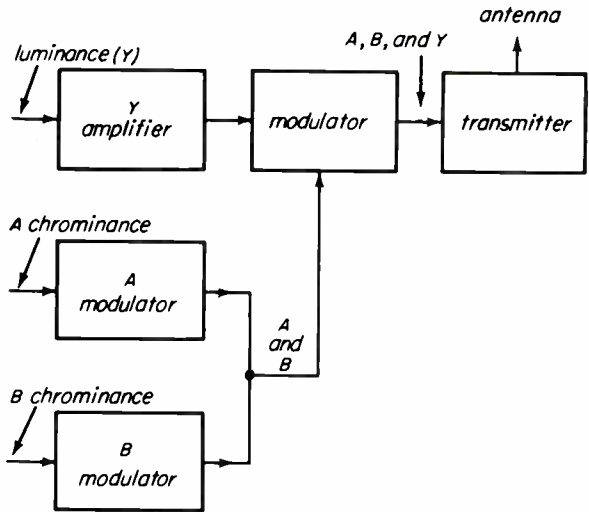 antenna
luminance (Y)
A, B, and Y
Y
amplifier
modulator
transmitter
A chrominance
A
modulator
A
and
B
B chrominance
B
modulator